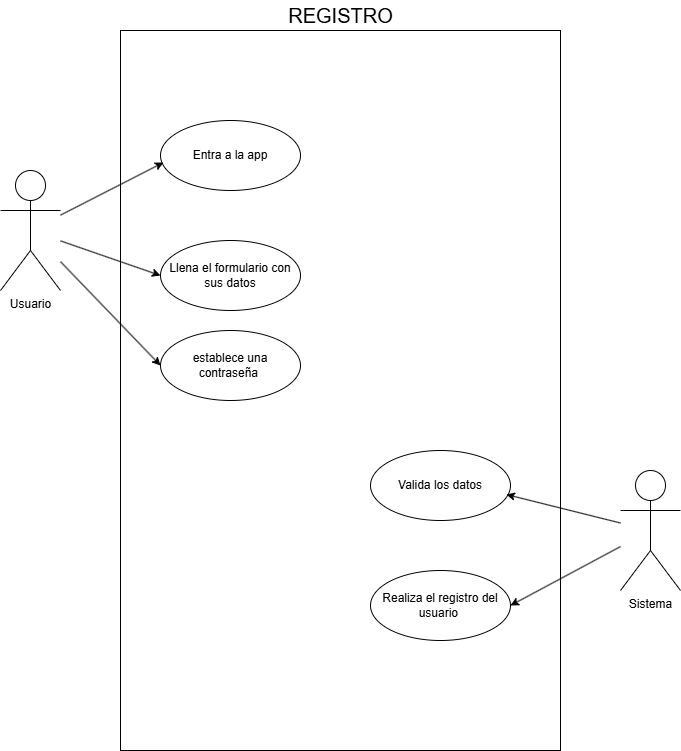 REGISTRO
Entra a la app
Usuario
Llena el formulario con
sus datos
establece una
contraseña
Valida los datos
Realiza el registro del
usuario
Sistema